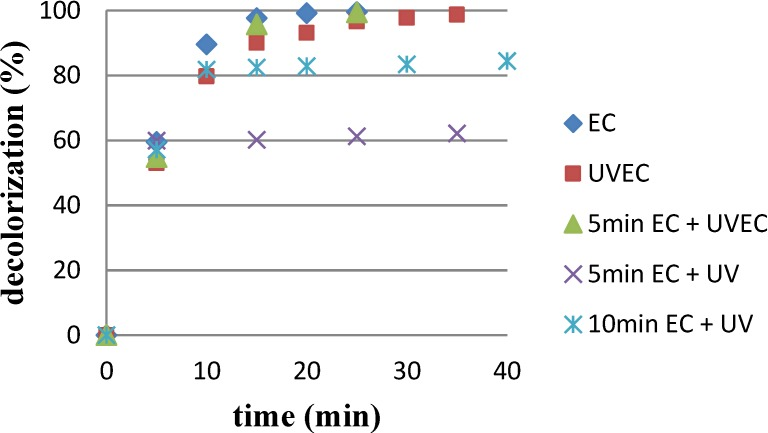 100
80
60
40
20
0
decolorization (%)
0 10 20 30 40
time (min)
EC
UVEC
5min EC + UVEC
5min EC + UV
10min EC + UV